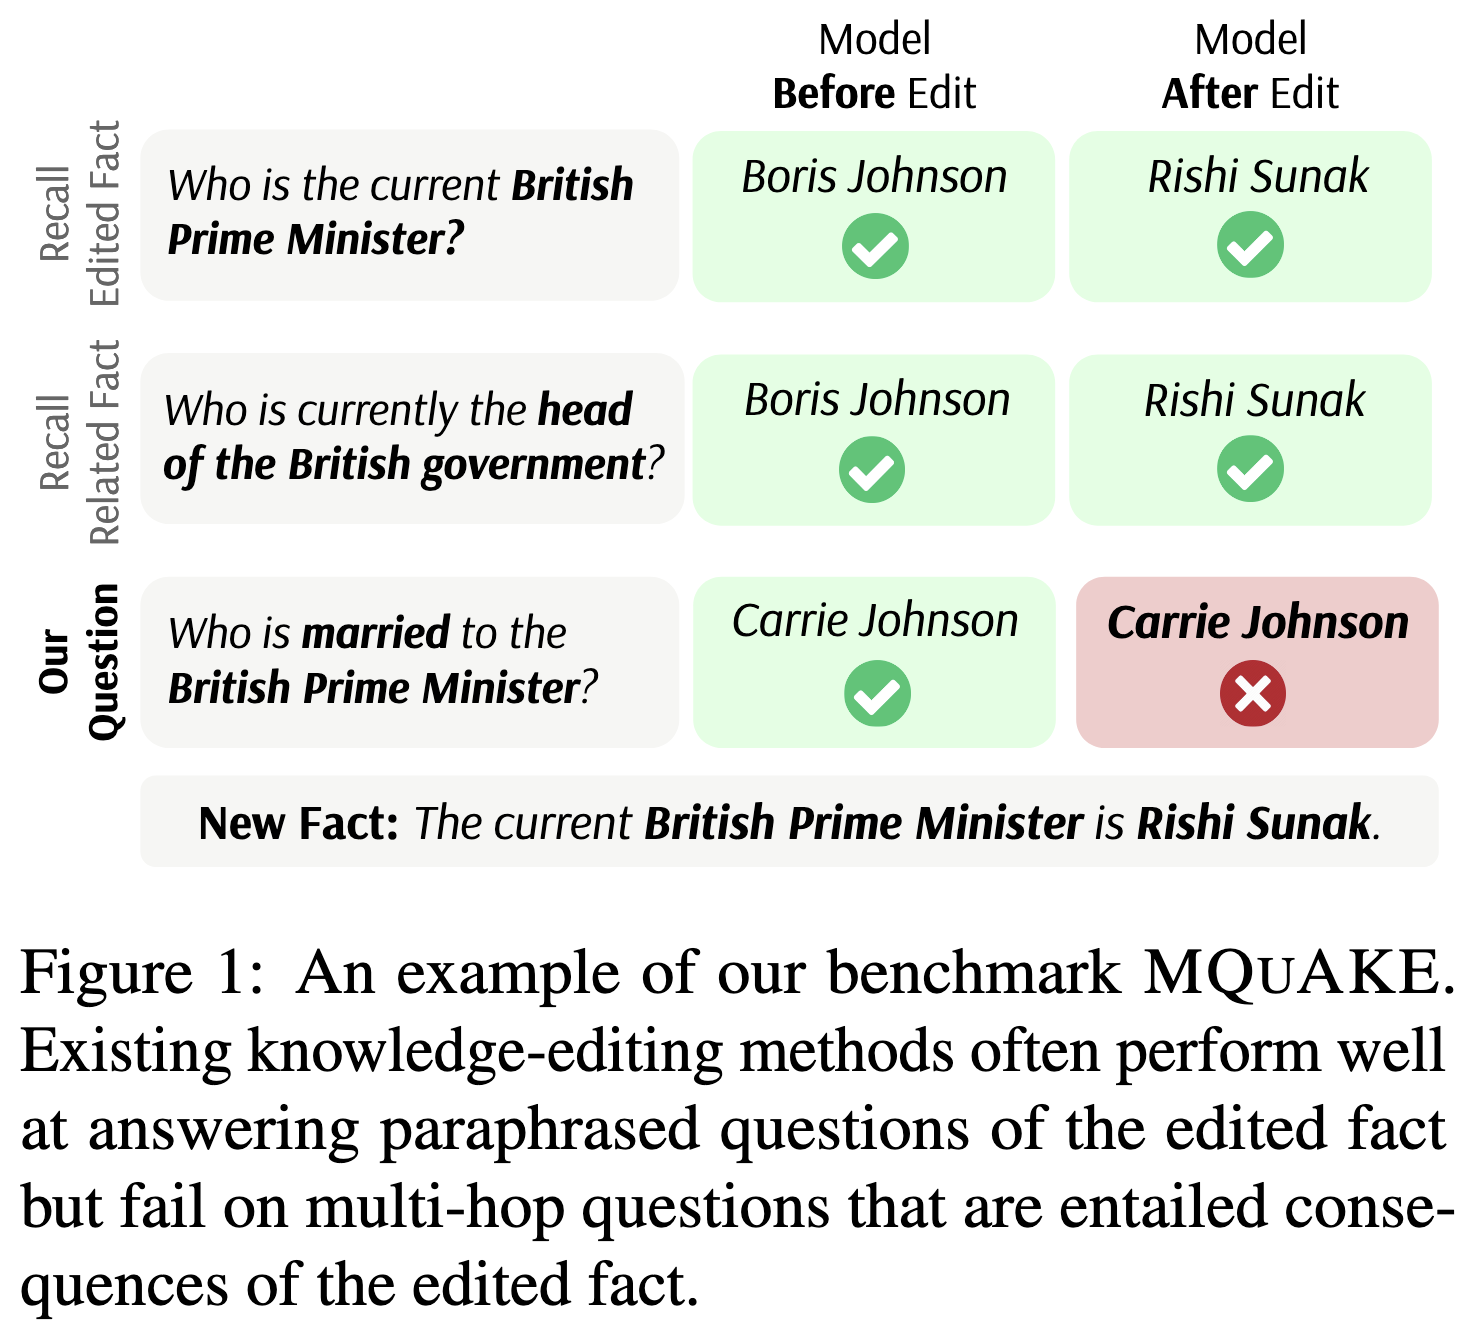 Model
Before Edit
Model
After Edit
Recall
Edited Fact
Who is the current British
Prime Minister?
Boris Johnson
Rishi Sunak
Recall
Related Fact
Who is currently the head
of the British government?
Boris Johnson
Rishi Sunak
Our
Question
Who is married to the
British Prime Minister?
Carrie Johnson
Carrie Johnson
New Fact: The current British Prime Minister is Rishi Sunak.
Figure 1: An example of our benchmark MQUAKE.
Existing knowledge-editing methods often perform well
at answering paraphrased questions of the edited fact
but fail on multi-hop questions that are entailed conse-
quences of the edited fact.